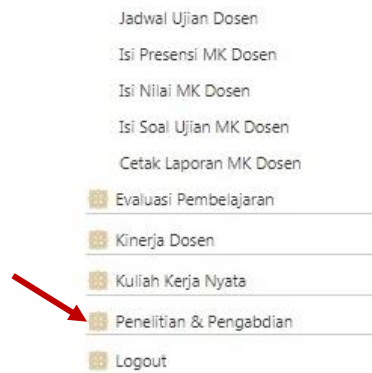 Jadwal Ujian Dosen
Isi Presensi MK Dosen
Isi Nilai MK Dosen
Isi Soal Ujian MK Dosen
Cetak Laporan MK Dosen
Evaluasi Pembelajaran
Kinerja Dosen
Kuliah Kerja Nyata
Penelitian & Pengabdian
Logout